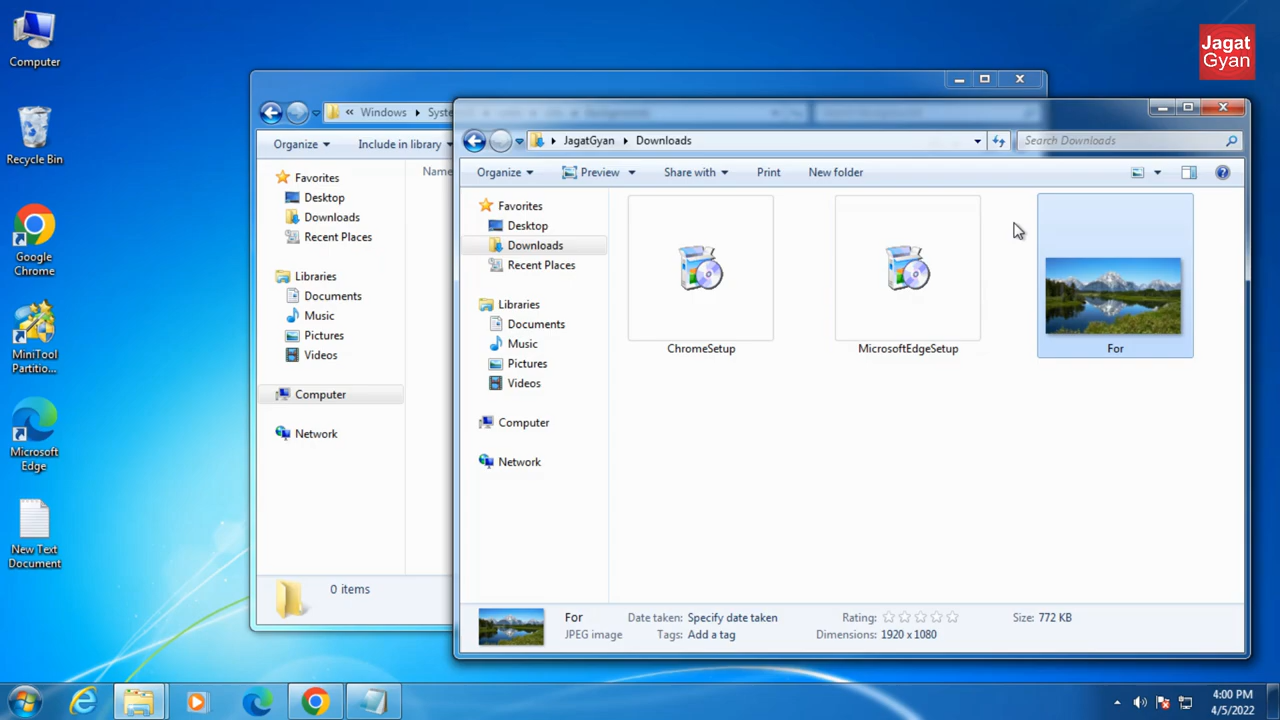 Computer
Recycle Bin
Google
Chrome
MiniTool
Partitio...
Microsoft
Edge
New Text
Document
Jagat
Gyan
« Windows
Syste
Organize
Include in library
Name
Favorites
Desktop
Downloads
Recent Places
Libraries
Documents
Music
Pictures
Videos
Computer
Network
0 items
JagatGyan
Downloads
Search Downloads
Organize
Preview
Share with
Print
New folder
Favorites
Desktop
Downloads
Recent Places
Libraries
Documents
Music
Pictures
Videos
Computer
Network
ChromeSetup
MicrosoftEdgeSetup
For
For
JPEG image
Date taken: Specify date taken
Tags: Add a tag
Rating:
Dimensions: 1920 x 1080
Size: 772 KB
4:00 PM
4/5/2022